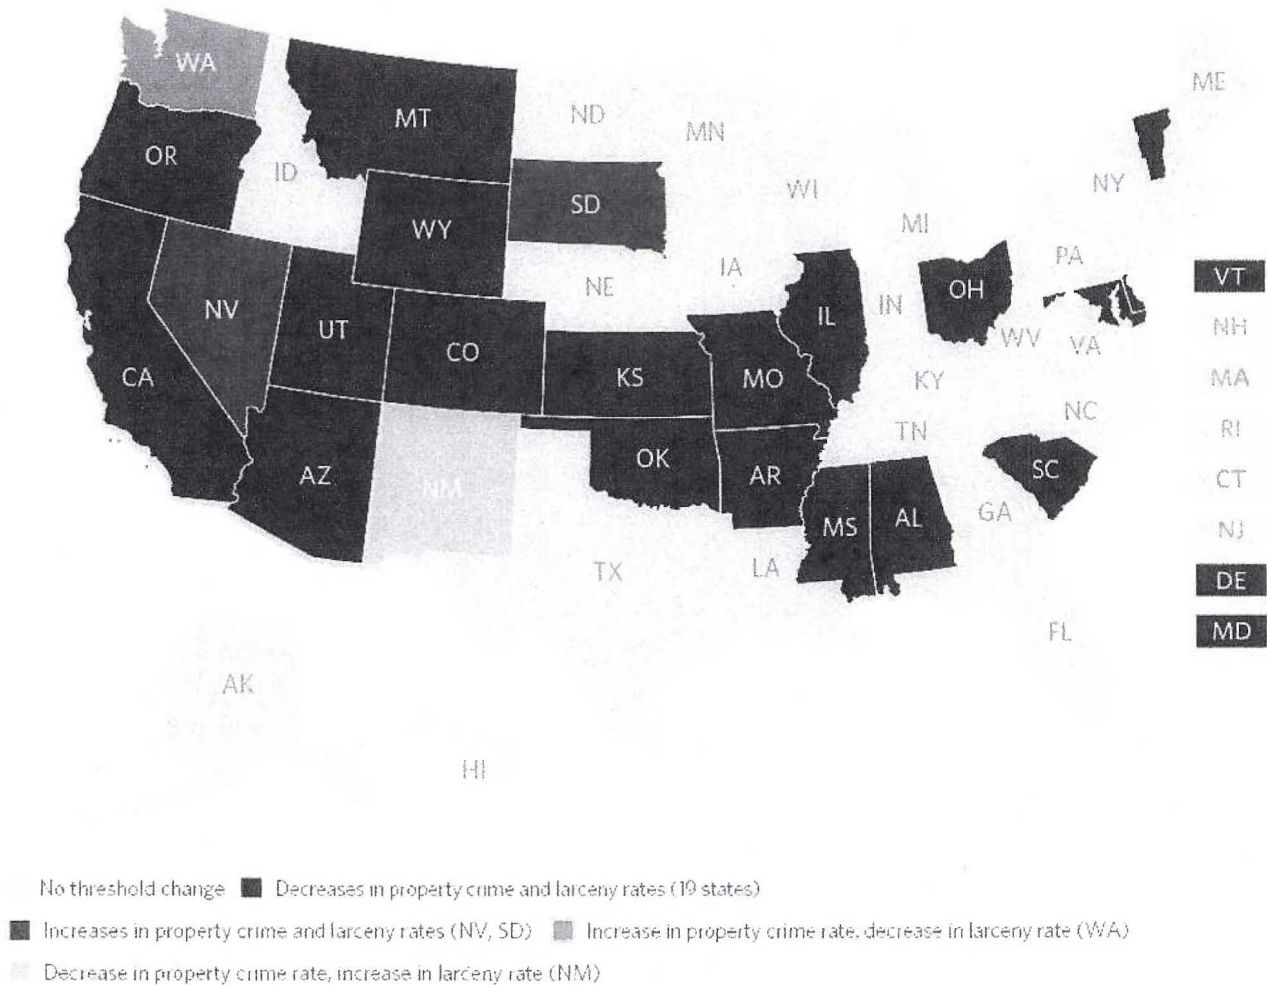 WA
ME
MT
ND
MN
OR
ID
NY
WI
SD
WY
MI
PA
IA
VT
NE
OH
IN
NV
IL
NH
UT
WV
VA
CO
CA
KS
MO
KY
MA
NC
TN
RI
OK
SC
AZ
AR
CT
NM
GA
MS
AL
NJ
TX
LA
DE
FL
MD
AK
HI
No threshold change Decreases in property crime and larceny rates (19 states)
Increases in property crime and larceny rates (NV, SD) Increase in property crime rate, decrease in larceny rate (WA)
Decrease in property crime rate, increase in larceny rate (NM)